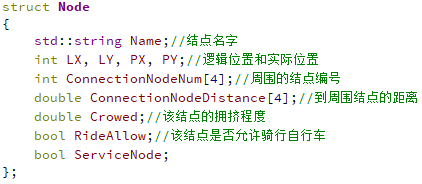 struct Node
{
std::string Name;//结点名字
int LX, LY, PX, PY;//逻辑位置和实际位置
int ConnectionNodeNum[4];//周围的结点编号
double ConnectionNodeDistance[4];//到周围结点的距离
double Crowed;//该结点的拥挤程度
bool RideAllow;//该结点是否允许骑行自行车
bool ServiceNode;
};